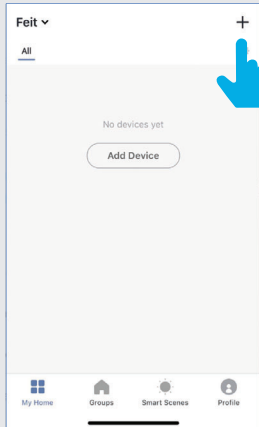 Feit
All
No devices yet
Add Device
My Home Groups Smart Scenes Profile